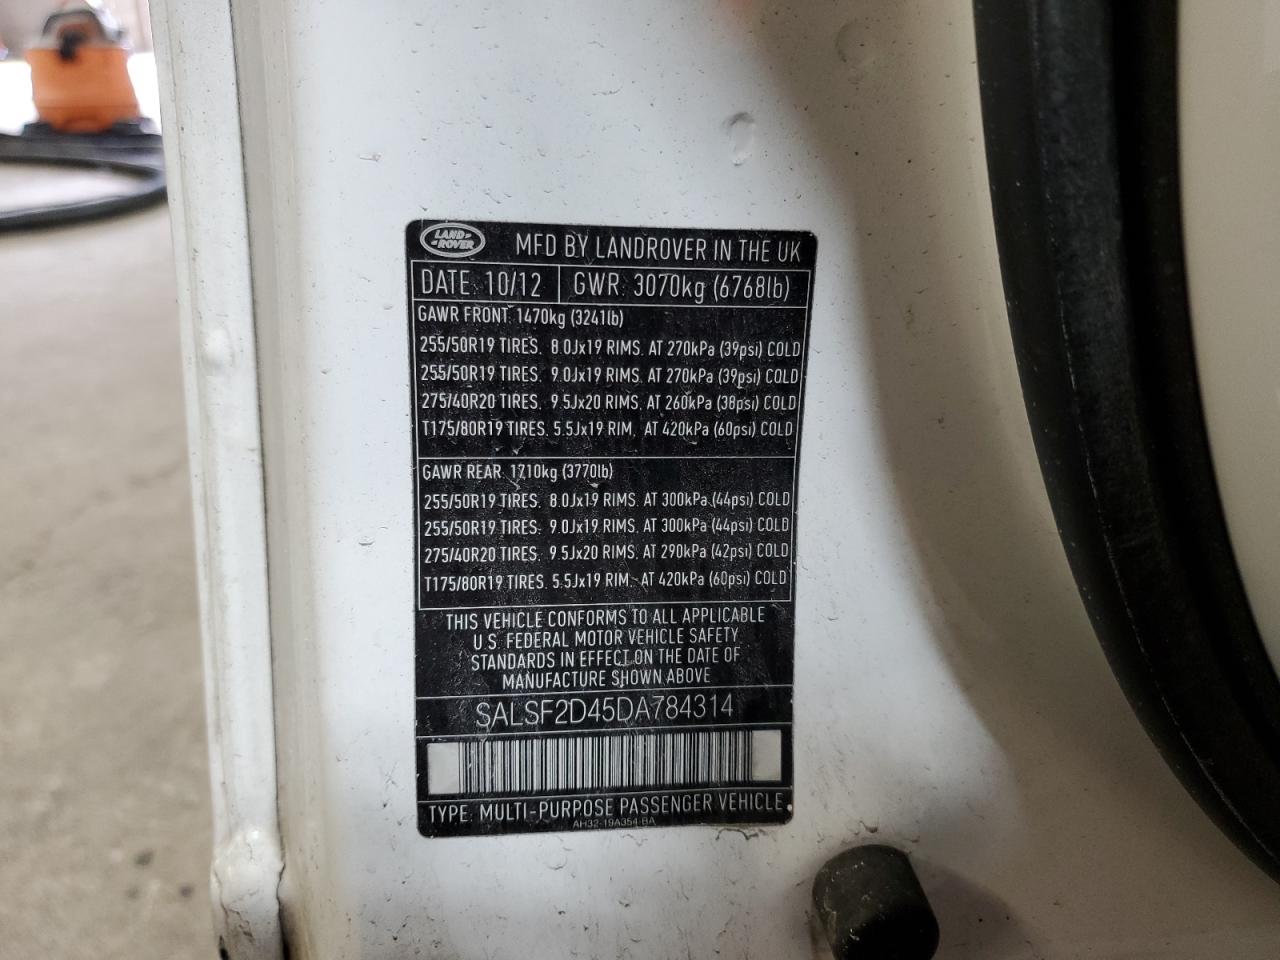 LAND-
-ROVER
MFD BY LANDROVER IN THE UK
DATE: 10/12 GWR: 3070kg (6768lb)
GAWR FRONT: 1470kg (3241lb)
255/50R19 TIRES. 8.0Jx19 RIMS. AT 270kPa (39psi) COLD
255/50R19 TIRES. 9.0Jx19 RIMS. AT 270kPa (39psi) COLD
275/40R20 TIRES. 9.5Jx20 RIMS. AT 260kPa (38psi) COLD
T175/80R19 TIRES. 5.5Jx19 RIM. AT 420kPa (60psi) COLD
GAWR REAR: 1710kg (3770lb)
255/50R19 TIRES. 8.0Jx19 RIMS. AT 300kPa (44psi) COLD
255/50R19 TIRES. 9.0Jx19 RIMS. AT 300kPa (44psi) COLD
275/40R20 TIRES. 9.5Jx20 RIMS. AT 290kPa (42psi) COLD
T175/80R19 TIRES. 5.5Jx19 RIM. AT 420kPa (60psi) COLD
THIS VEHICLE CONFORMS TO ALL APPLICABLE
U.S. FEDERAL MOTOR VEHICLE SAFETY
STANDARDS IN EFFECT ON THE DATE OF
MANUFACTURE SHOWN ABOVE
SALSF2D45DA784314
TYPE: MULTI-PURPOSE PASSENGER VEHICLE
AH32-19A354-BA